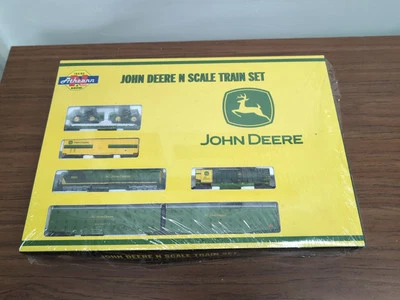 Athearn
JOHN DEERE N SCALE TRAIN SET
JOHN DEERE
JOHN DEERE N SCALE TRAIN SET